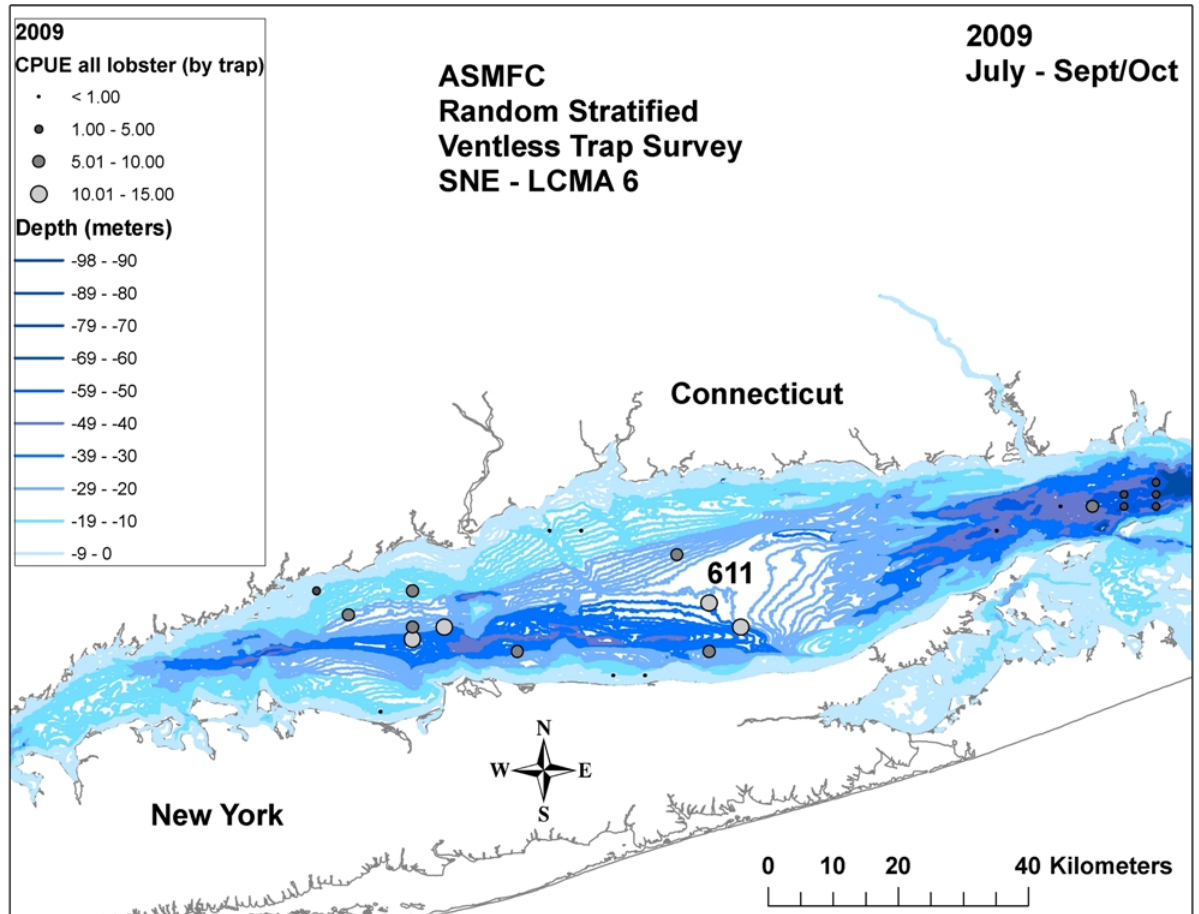 2009
CPUE all lobster (by trap)
< 1.00
1.00 - 5.00
5.01 - 10.00
10.01 - 15.00
Depth (meters)
-98 - -90
-89 - -80
-79 - -70
-69 - -60
-59 - -50
-49 - -40
-39 - -30
-29 - -20
-19 - -10
-9 - 0
ASMFC
Random Stratified
Ventless Trap Survey
SNE - LCMA 6
2009
July - Sept/Oct
Connecticut
611
N
W E
S
New York
0 10 20 40 Kilometers